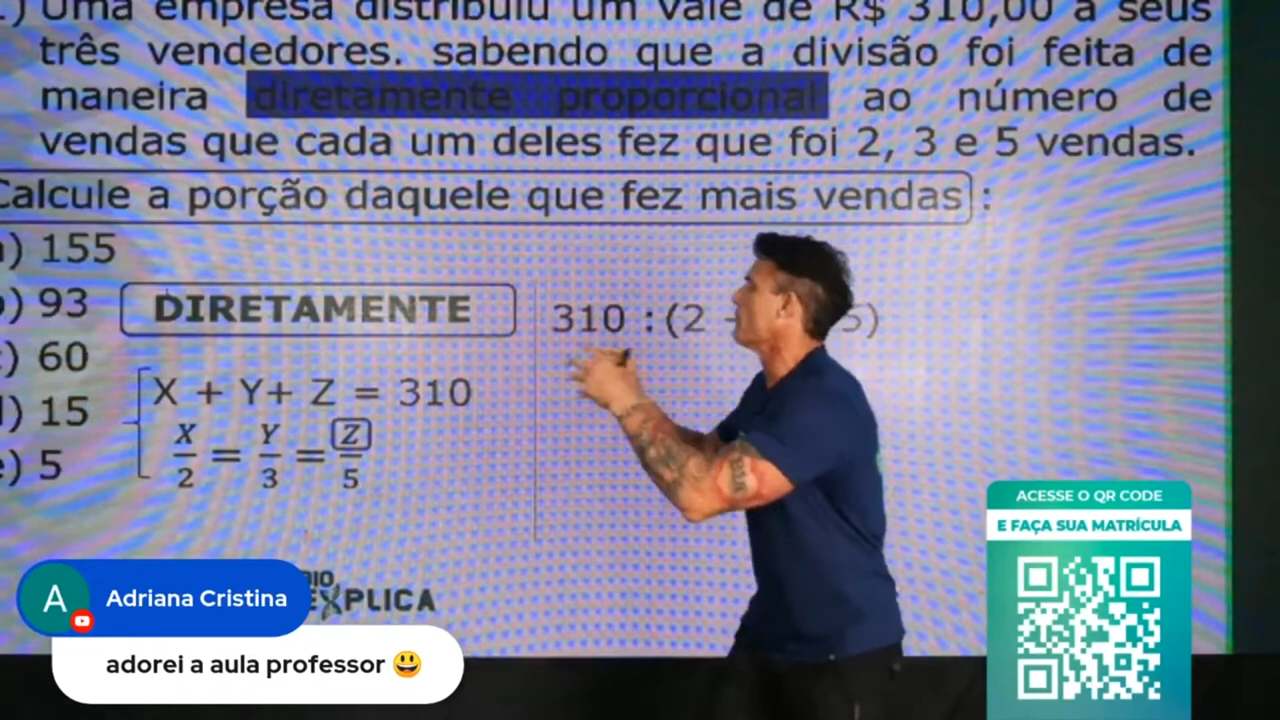 ) Uma empresa distribuiu um vale de R$ 310,00 a seus
três vendedores. sabendo que a divisão foi feita de
maneira diretamente proporcional ao número de
vendas que cada um deles fez que foi 2, 3 e 5 vendas.
Calcule a porção daquele que fez mais vendas :
) 155
) 93
) 60
) 15
) 5
DIRETAMENTE
X + Y+ Z = 310
X/2 = Y/3 = Z/5
310 : (2 5)
EXPLICA
A Adriana Cristina
adorei a aula professor 😃
ACESSE O QR CODE
E FAÇA SUA MATRÍCULA